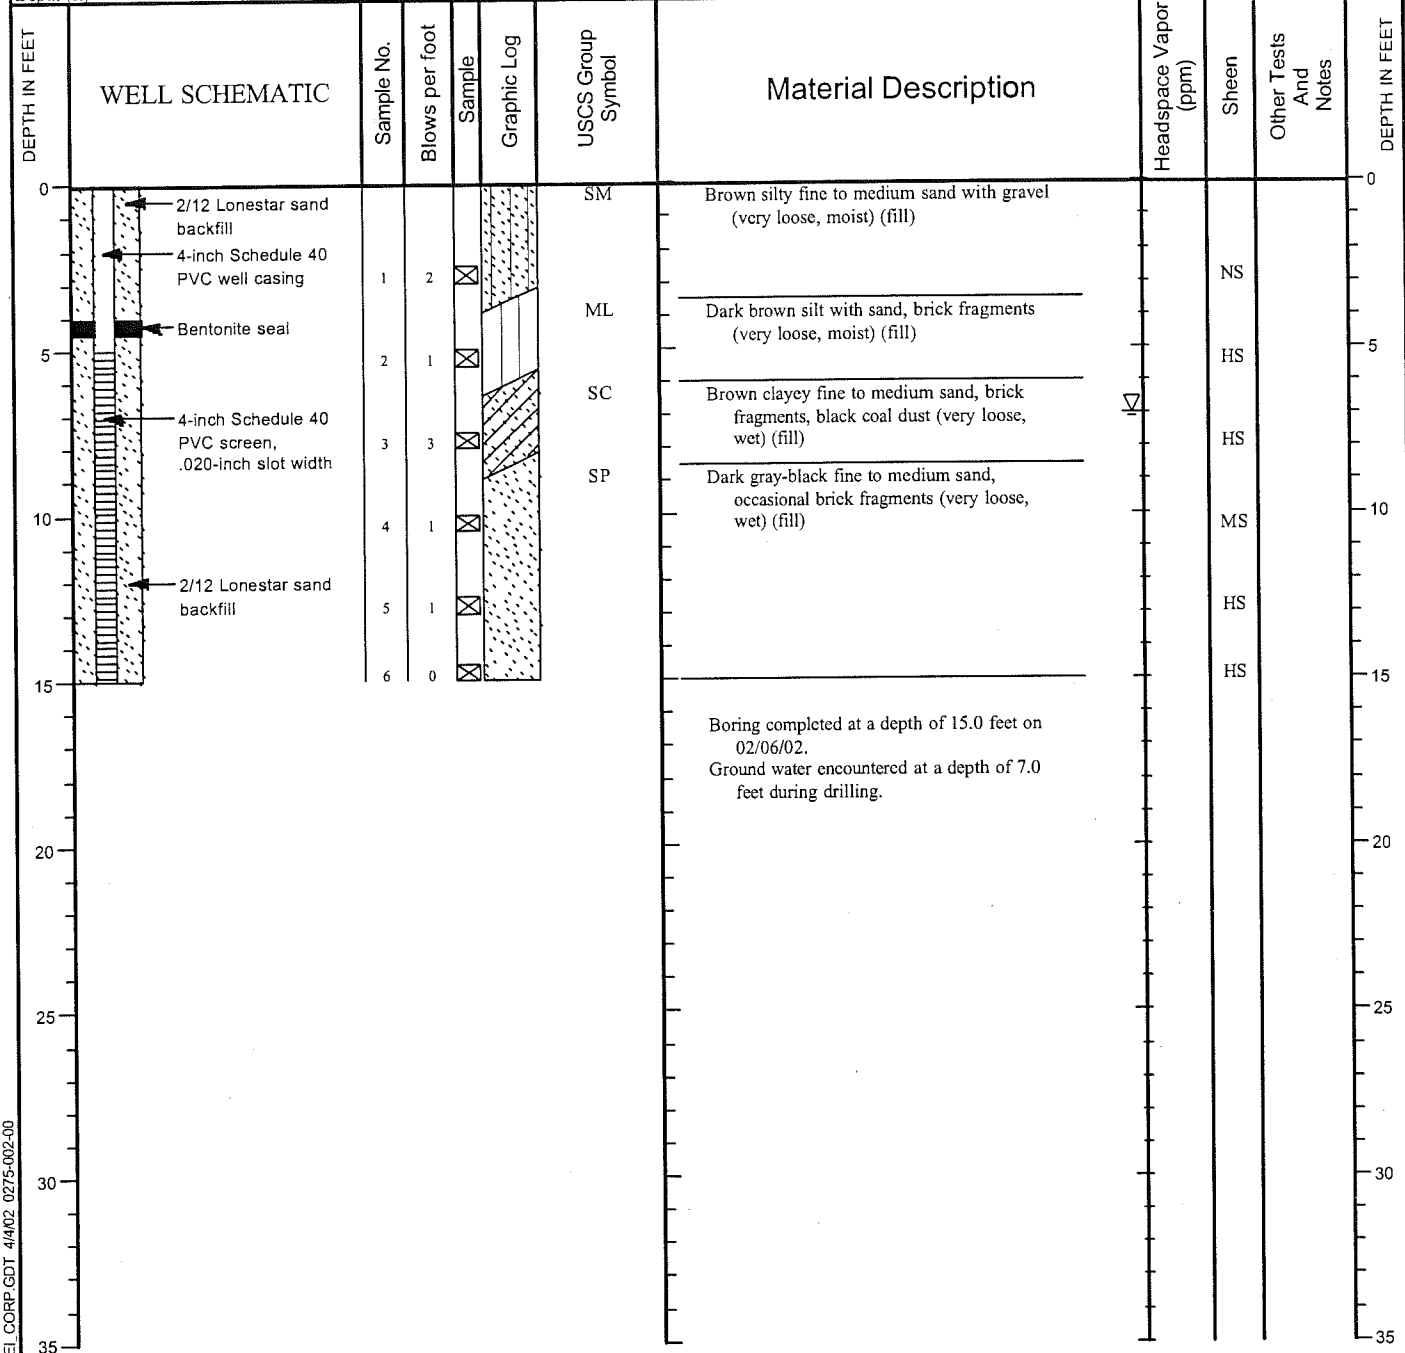 DEPTH IN FEET
WELL SCHEMATIC
Sample No.
Blows per foot
Sample
Graphic Log
USCS Group
Symbol
Material Description
Headspace Vapor
(ppm)
Sheen
Other Tests
And
Notes
DEPTH IN FEET
0
2/12 Lonestar sand
backfill
4-inch Schedule 40
PVC well casing
1 2
SM
Brown silty fine to medium sand with gravel
(very loose, moist) (fill)
NS
0
Bentonite seal
ML
Dark brown silt with sand, brick fragments
(very loose, moist) (fill)
5
2 1
HS
5
4-inch Schedule 40
PVC screen,
.020-inch slot width
3 3
SC
Brown clayey fine to medium sand, brick
fragments, black coal dust (very loose,
wet) (fill)
HS
SP
Dark gray-black fine to medium sand,
occasional brick fragments (very loose,
wet) (fill)
10
4 1
MS
10
2/12 Lonestar sand
backfill
5 1
HS
15
6 0
HS
15
Boring completed at a depth of 15.0 feet on
02/06/02.
Ground water encountered at a depth of 7.0
feet during drilling.
20
20
25
25
30
30
35
35
EI_CORP.GDT 4/4/02 0275-002-00